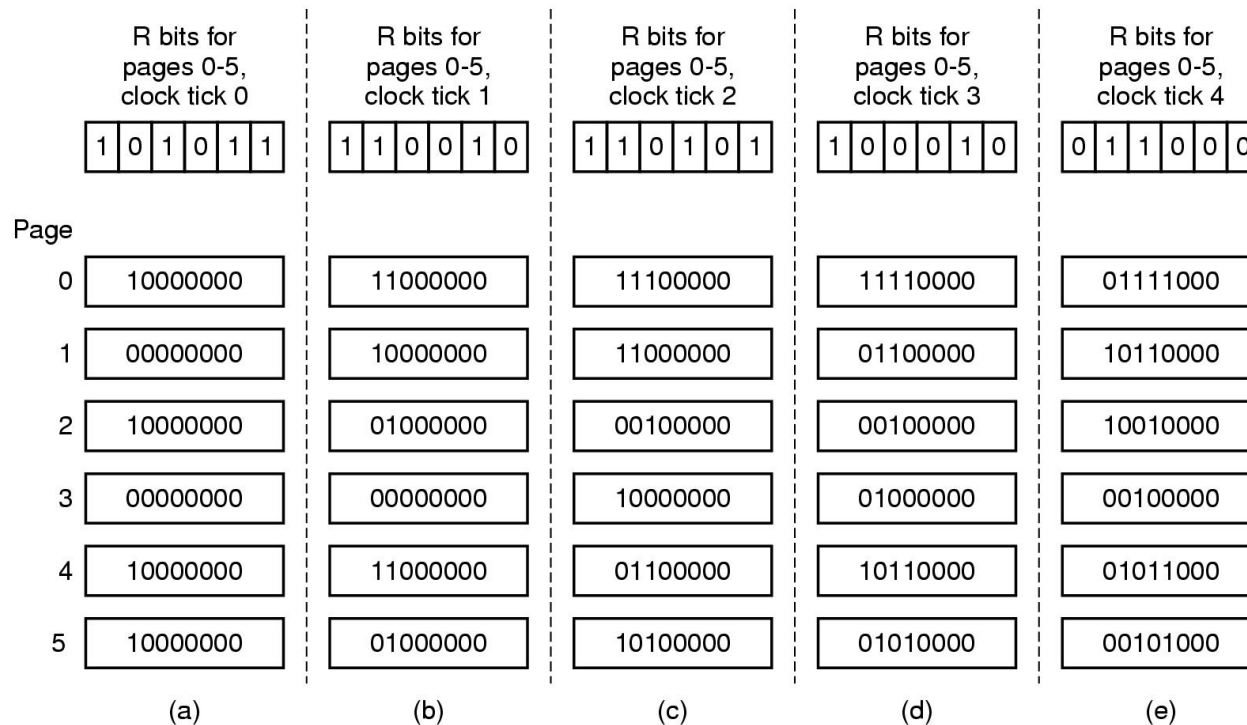 R bits for
pages 0-5,
clock tick 0
R bits for
pages 0-5,
clock tick 1
R bits for
pages 0-5,
clock tick 2
R bits for
pages 0-5,
clock tick 3
R bits for
pages 0-5,
clock tick 4
1 0 1 0 1 1
1 1 0 0 1 0
1 1 0 1 0 1
1 0 0 0 1 0
0 1 1 0 0 0
Page
0 10000000 11000000 11100000 11110000 01111000
1 00000000 10000000 11000000 01100000 10110000
2 10000000 01000000 00100000 00100000 10010000
3 00000000 00000000 10000000 01000000 00100000
4 10000000 11000000 01100000 10110000 01011000
5 10000000 01000000 10100000 01010000 00101000
(a) (b) (c) (d) (e)